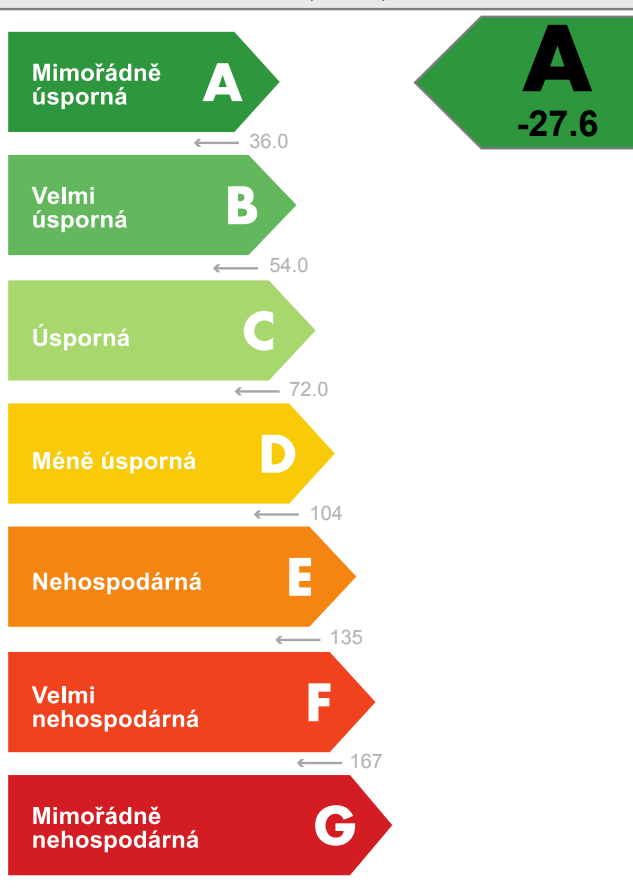 Mimořádně
úsporná
A
A
-27.6
36.0
Velmi
úsporná
B
54.0
Úsporná
C
72.0
Méně úsporná
D
104
Nehospodárná
E
135
Velmi
nehospodárná
F
167
Mimořádně
nehospodárná
G